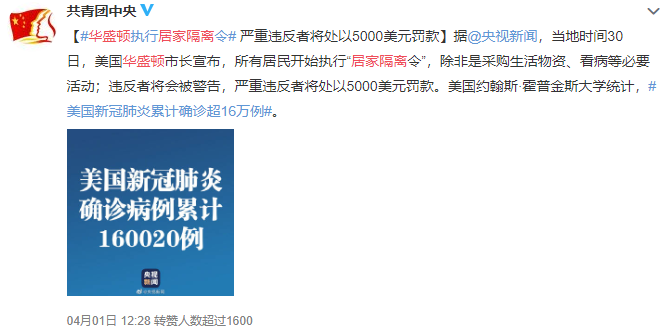 共青团中央
【#华盛顿执行居家隔离令# 严重违反者将处以5000美元罚款】据@央视新闻，当地时间30
日，美国华盛顿市长宣布，所有居民开始执行“居家隔离令”，除非是采购生活物资、看病等必要
活动；违反者将会被警告，严重违反者将处以5000美元罚款。美国约翰斯·霍普金斯大学统计，#
美国新冠肺炎累计确诊超16万例#。
美国新冠肺炎
确诊病例累计
160020例
央视
新闻
04月01日 12:28 转赞人数超过1600